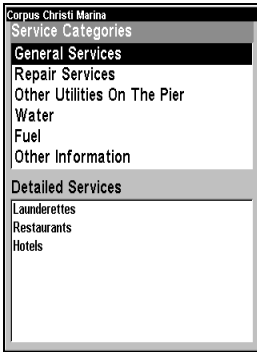 Corpus Christi Marina
Service Categories
General Services
Repair Services
Other Utilities On The Pier
Water
Fuel
Other Information
Detailed Services
Launderettes
Restaurants
Hotels